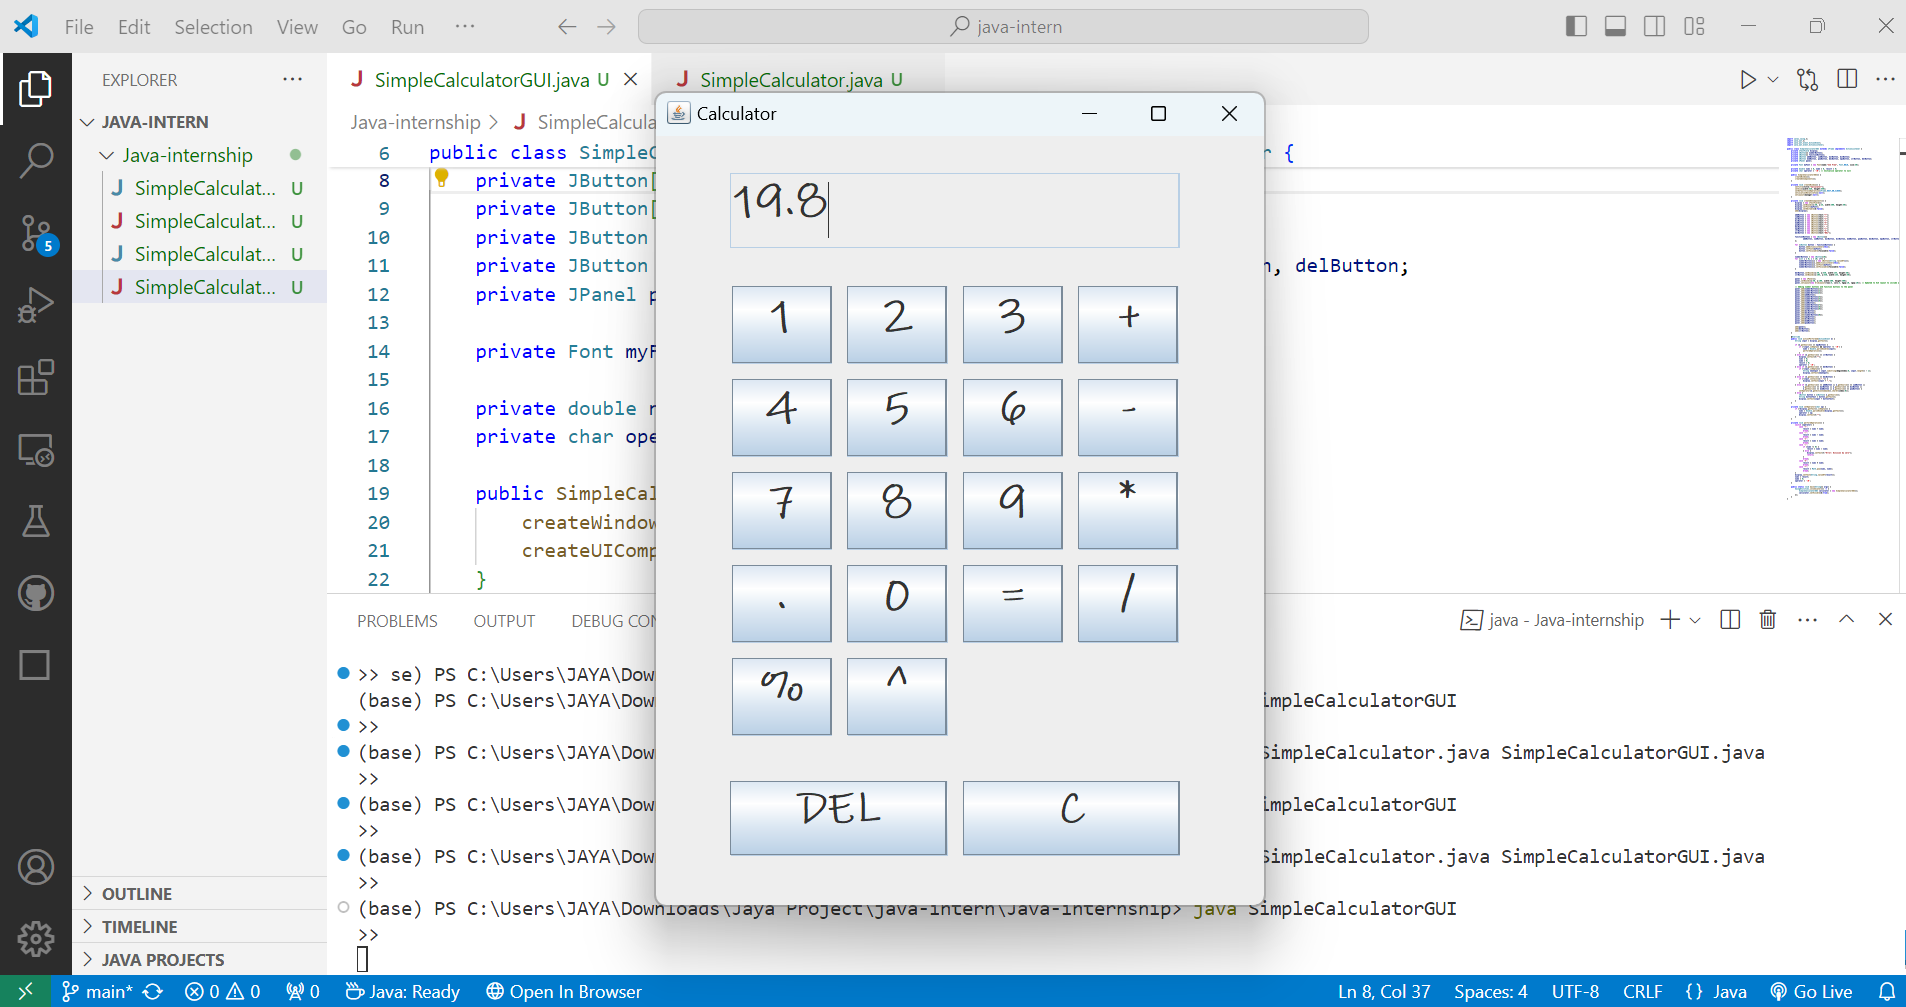 File Edit Selection View Go Run ···
java-intern
EXPLORER ···
JAVA-INTERN
Java-internship
SimpleCalculat... U
SimpleCalculat... U
SimpleCalculat... U
SimpleCalculat... U
5
OUTLINE
TIMELINE
JAVA PROJECTS
J SimpleCalculatorGUI.java U
J SimpleCalculator.java U
Java-internship > J SimpleCalcula
6 public class SimpleC {
8 private JButton[
9 private JButton[
10 private JButton
11 private JButton , delButton;
12 private JPanel p
13
14 private Font myF
15
16 private double n
17 private char ope
18
19 public SimpleCal
20 createWindow
21 createUIComp
22 }
Calculator
19.8
1 2 3 +
4 5 6 -
7 8 9 *
. 0 = /
% ^
DEL C
PROBLEMS OUTPUT DEBUG CON
java - Java-internship
>> se) PS C:\Users\JAYA\Dow
(base) PS C:\Users\JAYA\Dow impleCalculatorGUI
>>
(base) PS C:\Users\JAYA\Dow SimpleCalculator.java SimpleCalculatorGUI.java
>>
(base) PS C:\Users\JAYA\Dow impleCalculatorGUI
>>
(base) PS C:\Users\JAYA\Dow SimpleCalculator.java SimpleCalculatorGUI.java
>>
(base) PS C:\Users\JAYA\Downloads\Jaya Project\java-intern\Java-internship> java SimpleCalculatorGUI
>>
main* 0 0 0 Java: Ready Open In Browser Ln 8, Col 37 Spaces: 4 UTF-8 CRLF {} Java Go Live